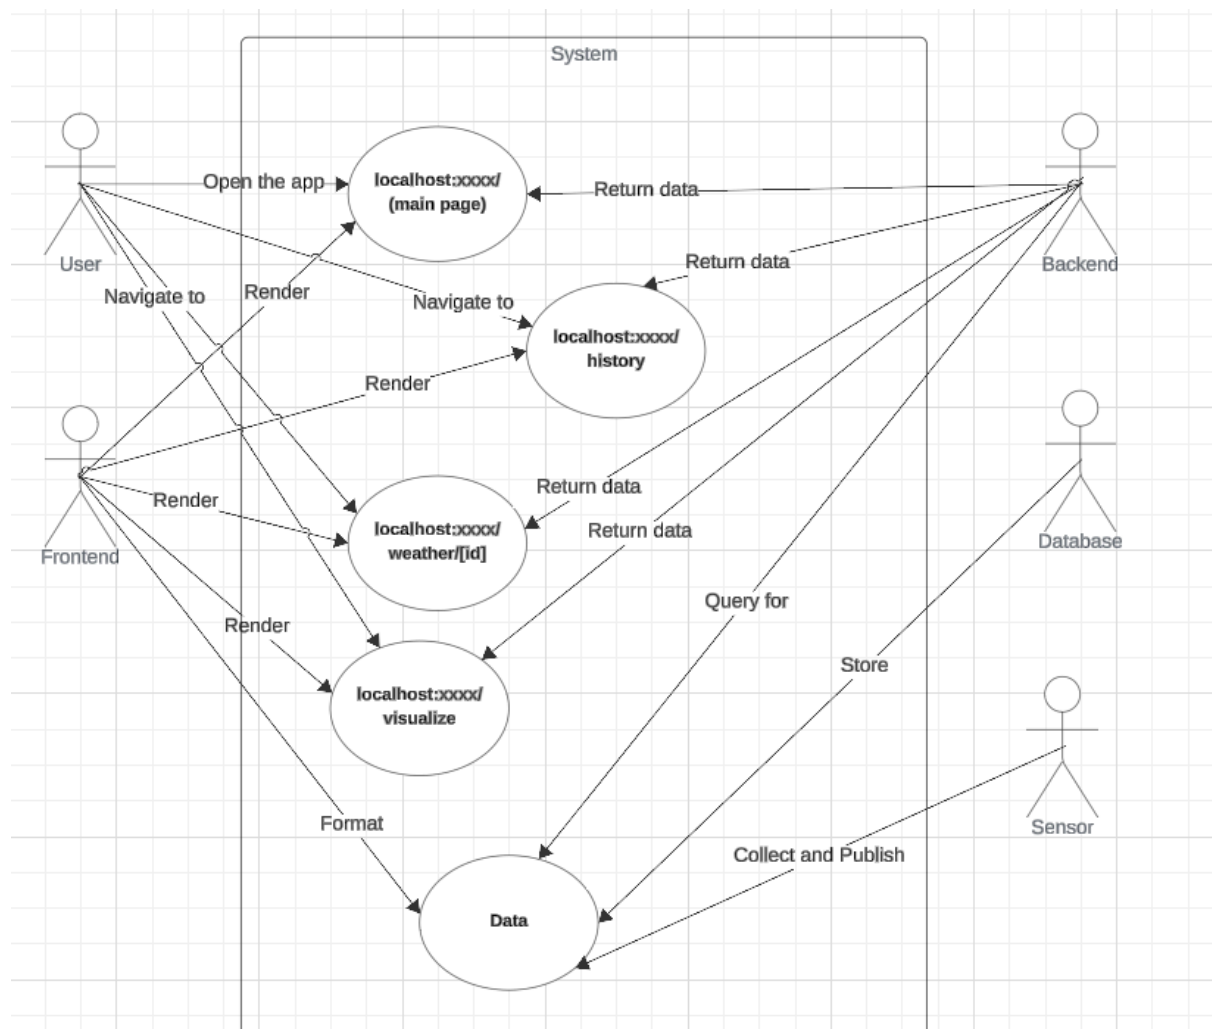 System
Open the app
localhost:xxxx/
(main page)
Return data
User
Backend
Return data
Navigate to
Render
Navigate to
localhost:xxxx/
history
Render
Return data
Render
localhost:xxxx/
weather/[id]
Return data
Frontend
Database
Query for
Render
Store
localhost:xxxx/
visualize
Format
Sensor
Collect and Publish
Data